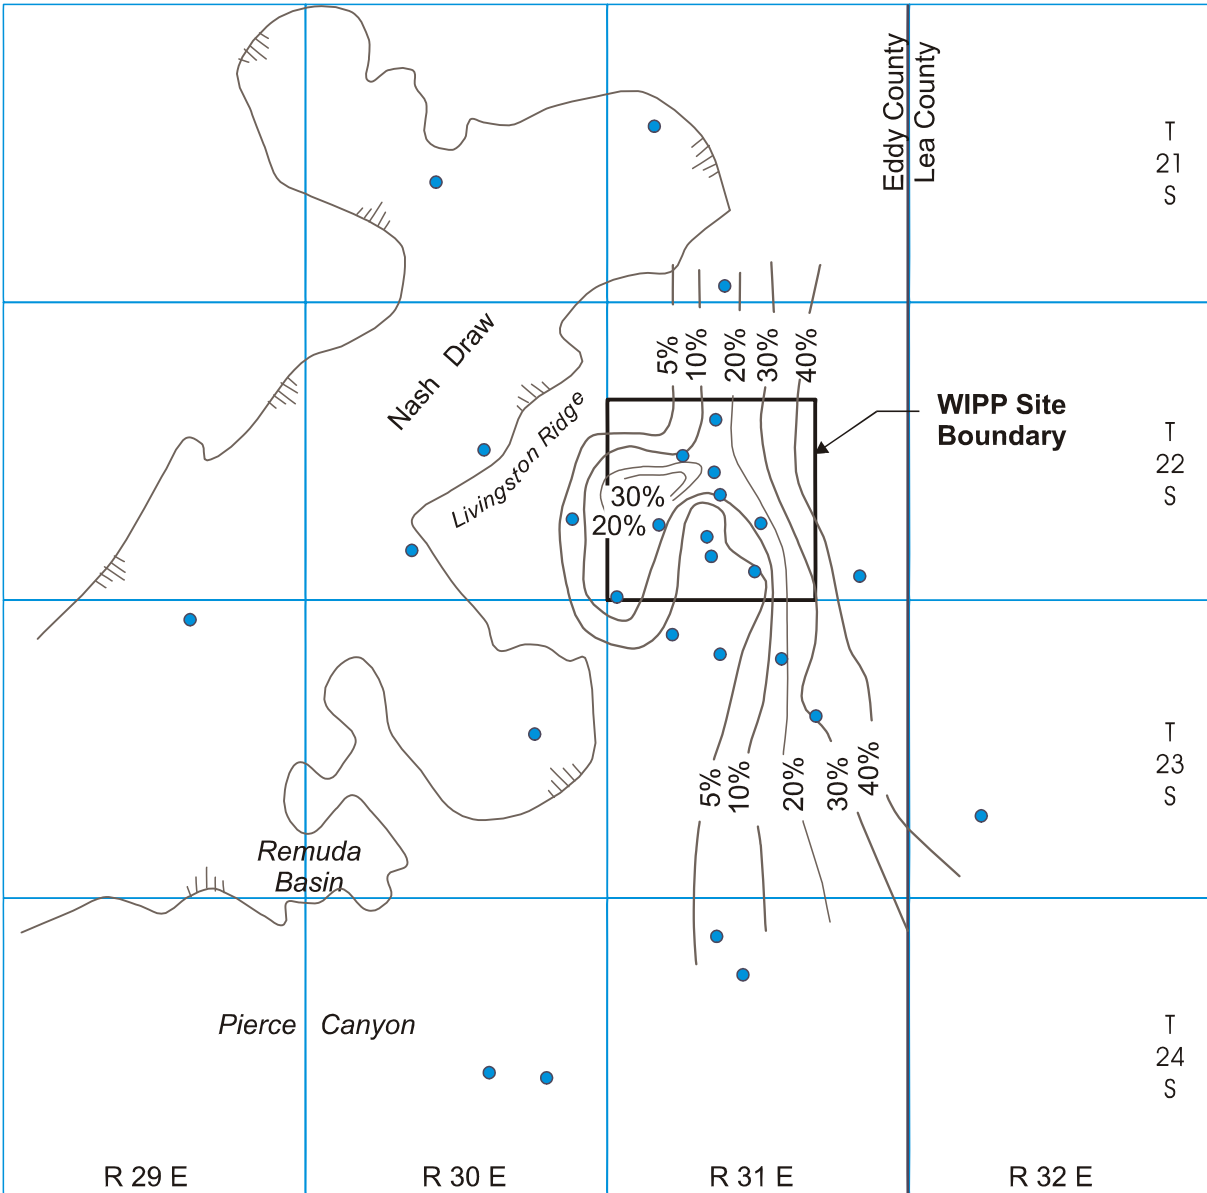 Eddy County
Lea County
T
21
S
Nash Draw
5%
10%
20%
30%
40%
Livingston Ridge
WIPP Site
Boundary
T
22
S
30%
20%
T
23
S
5%
10%
20%
30%
40%
Remuda
Basin
Pierce Canyon
T
24
S
R 29 E
R 30 E
R 31 E
R 32 E